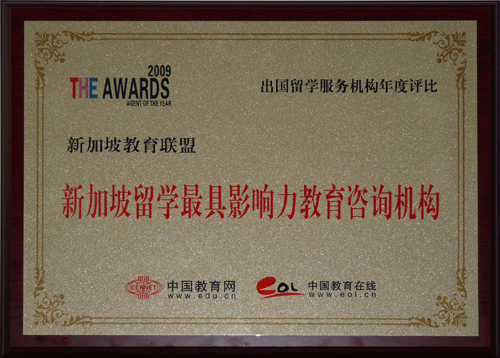 2009
THE AWARDS
AGENT OF THE YEAR
出国留学服务机构年度评比
新加坡教育联盟
新加坡留学最具影响力教育咨询机构
CERNET
中国教育网
www.edu.cn
eol
中国教育在线
www.eol.cn